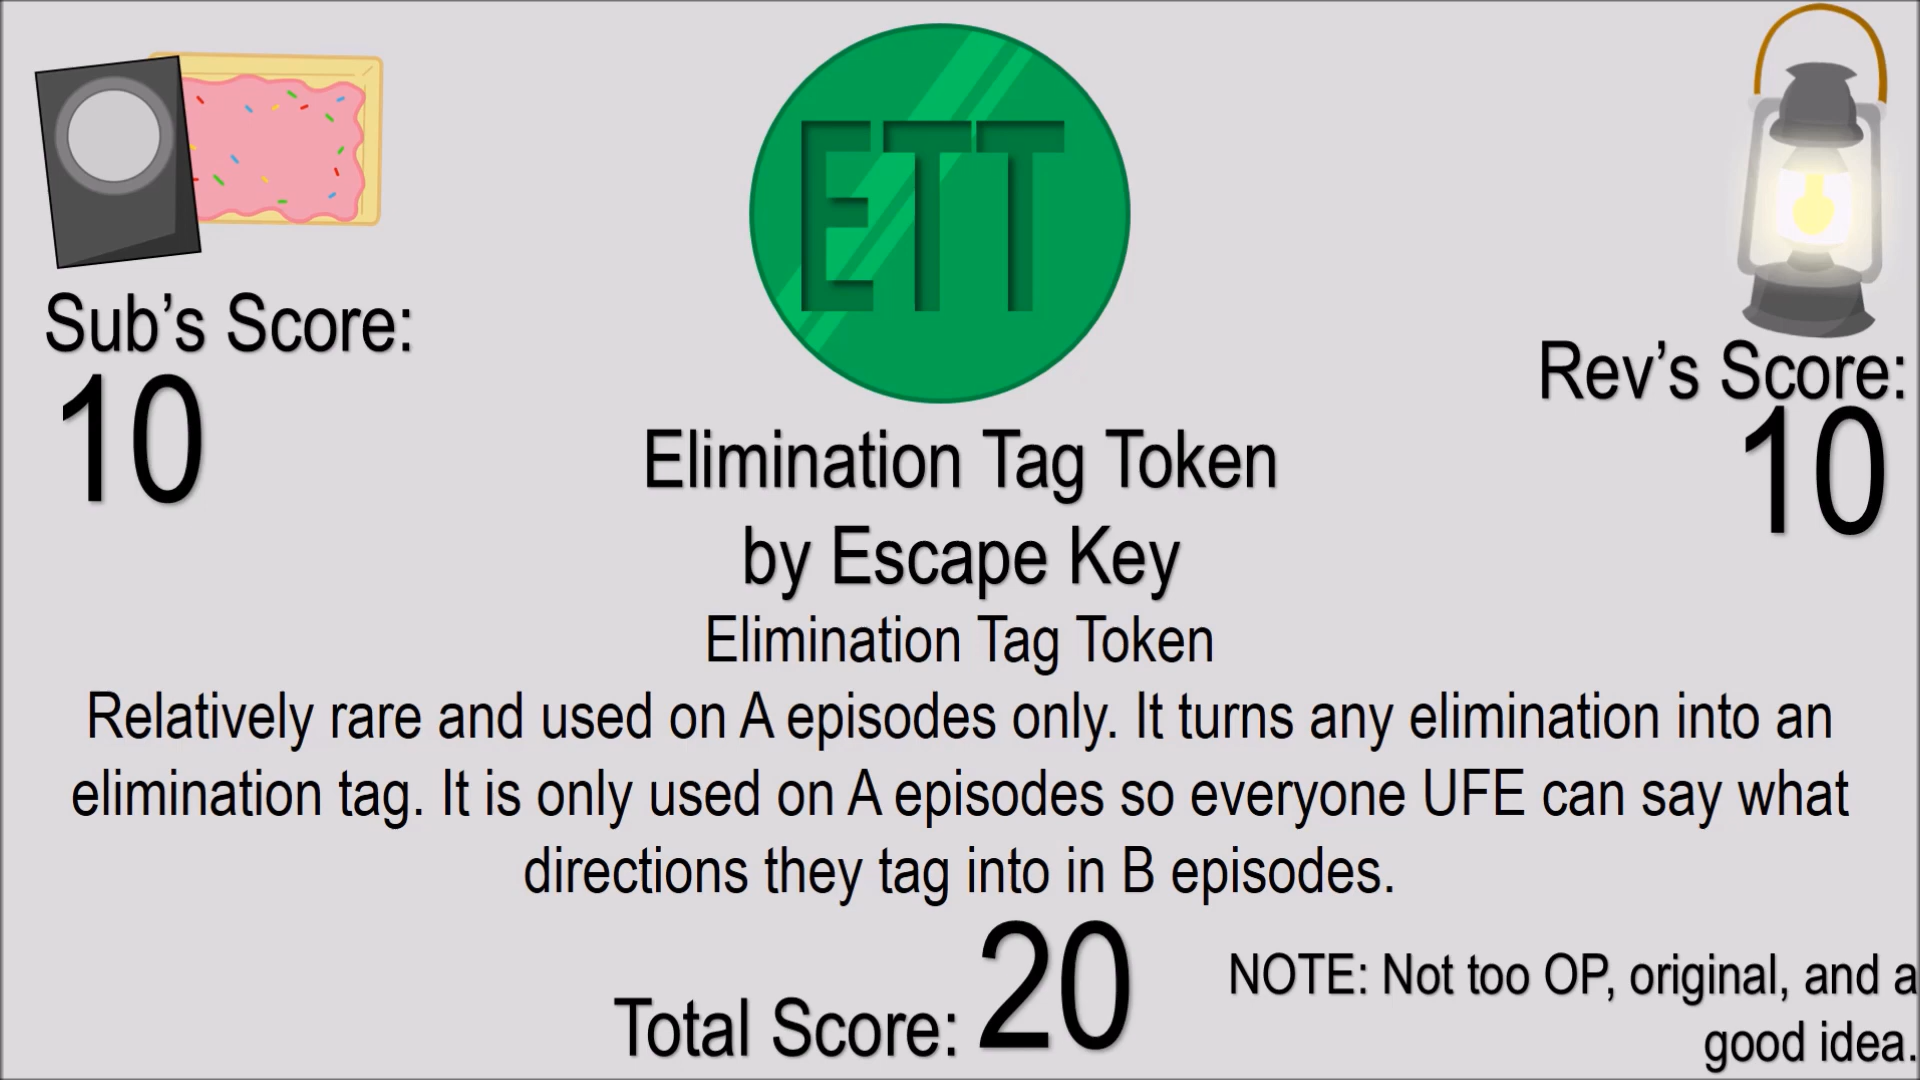 ETT
Sub’s Score:
10
Rev’s Score:
10
Elimination Tag Token
by Escape Key
Elimination Tag Token
Relatively rare and used on A episodes only. It turns any elimination into an
elimination tag. It is only used on A episodes so everyone UFE can say what
directions they tag into in B episodes.
Total Score: 20
NOTE: Not too OP, original, and a
good idea.